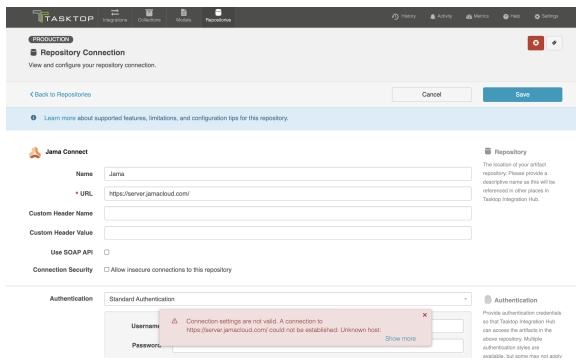 TASKTOP
Integrations
Collections
Models
Repositories
History
Activity
Metrics
Help
Settings
PRODUCTION
Repository Connection
View and configure your repository connection.
Back to Repositories
Cancel
Save
Learn more about supported features, limitations, and configuration tips for this repository.
Jama Connect
Name
Jama
* URL
https://server.jamacloud.com/
Custom Header Name
Custom Header Value
Use SOAP API
Connection Security
Allow insecure connections to this repository
Repository
The location of your artifact
repository. Please provide a
descriptive name as this will be
referenced in other places in
Tasktop Integration Hub.
Authentication
Standard Authentication
Username
Password
Connection settings are not valid. A connection to
https://server.jamacloud.com/ could not be established: Unknown host:
Show more
Authentication
Provide authentication credentials
so that Tasktop Integration Hub
can access the artifacts in the
above repository. Multiple
authentication styles are
available, but some may not apply